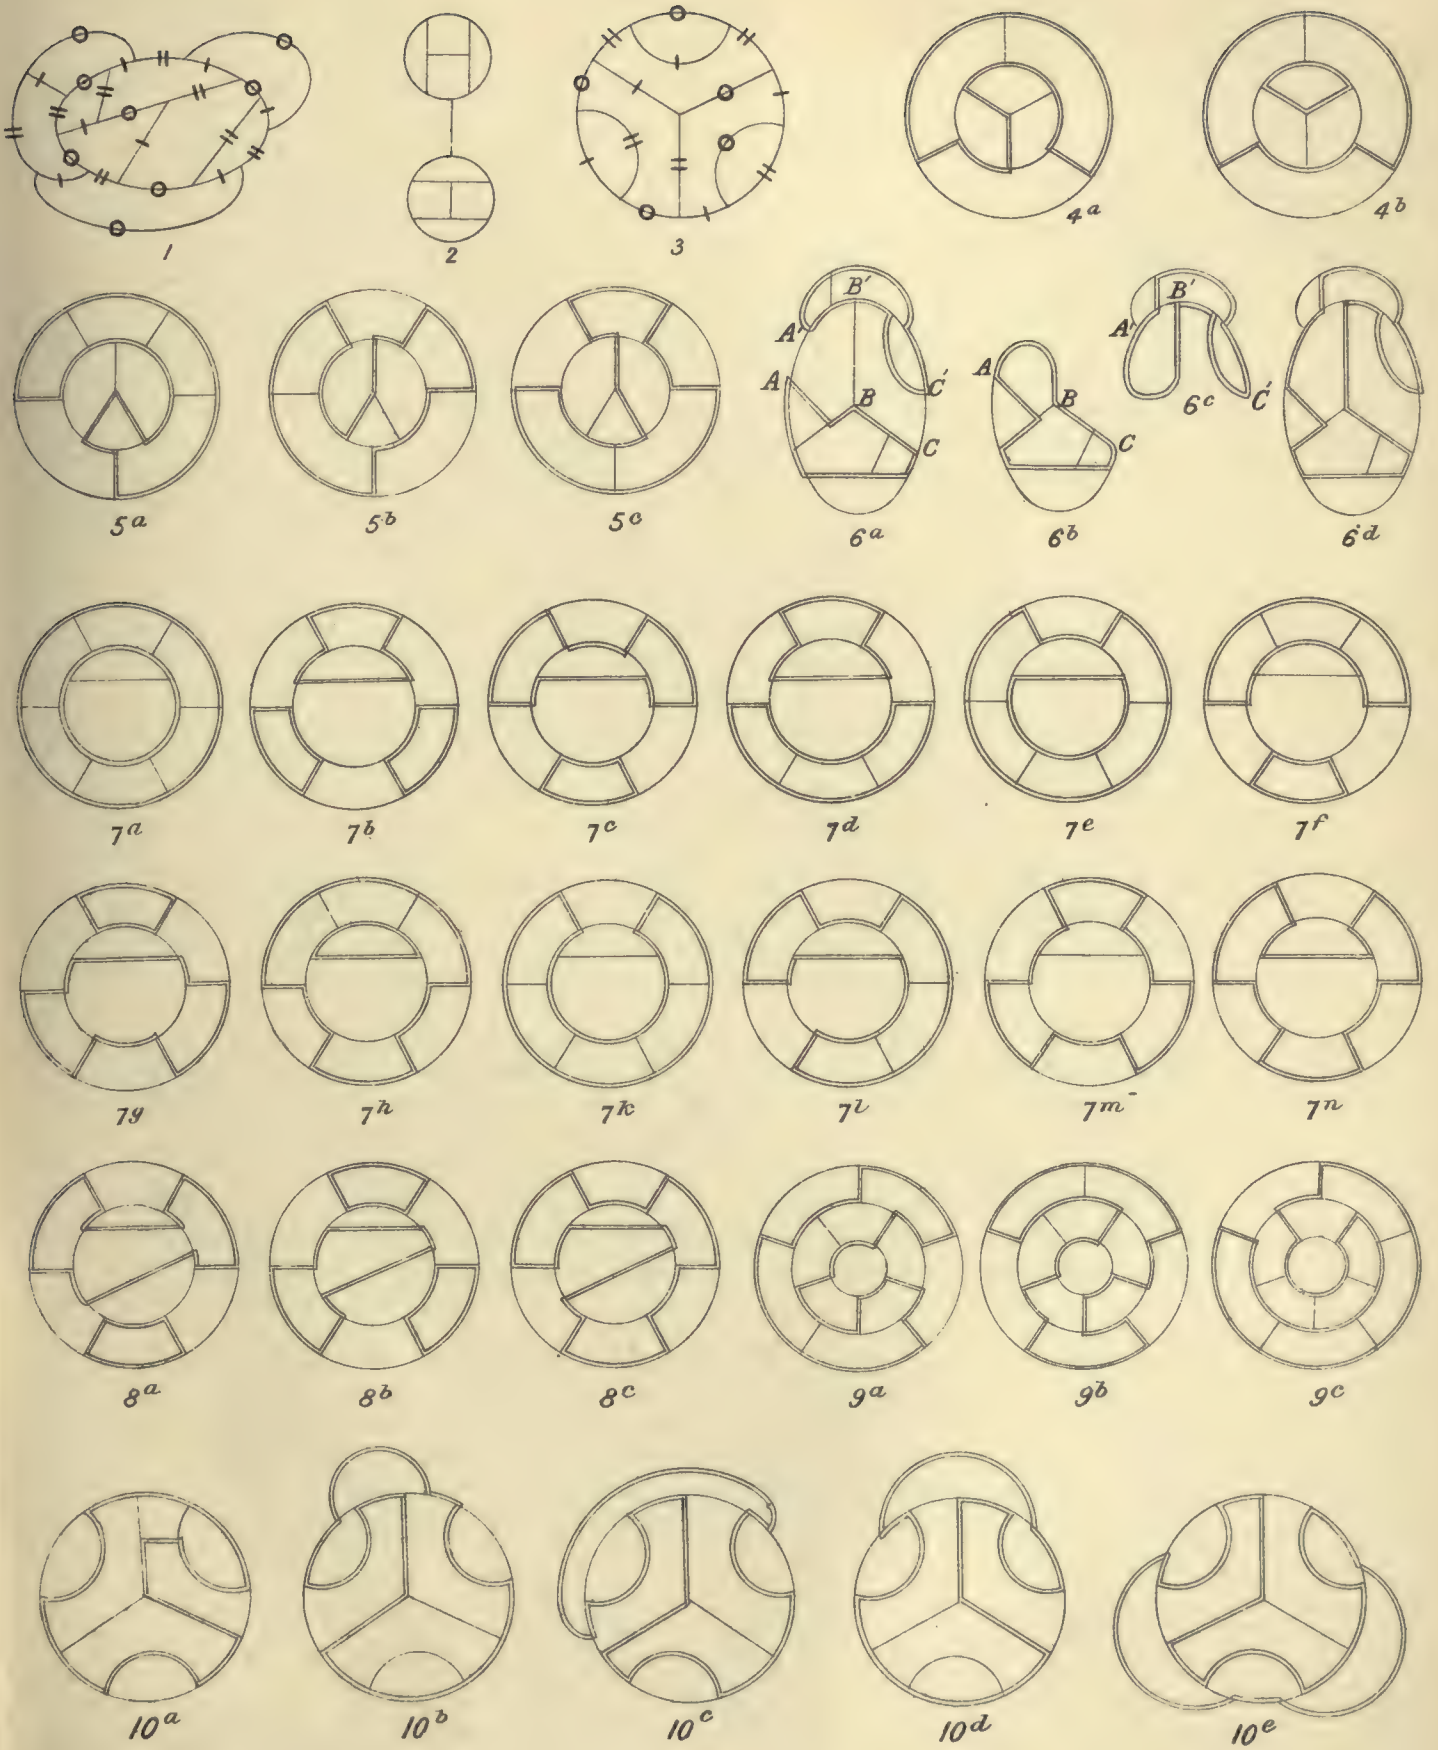 1 2 3 4a 4b
A' B' A B C' C B' A B C A' C'
5a 5b 5c 6a 6b 6c 6d
7a 7b 7c 7d 7e 7f
7g 7h 7k 7l 7m 7n
8a 8b 8c 9a 9b 9c
10a 10b 10c 10d 10e